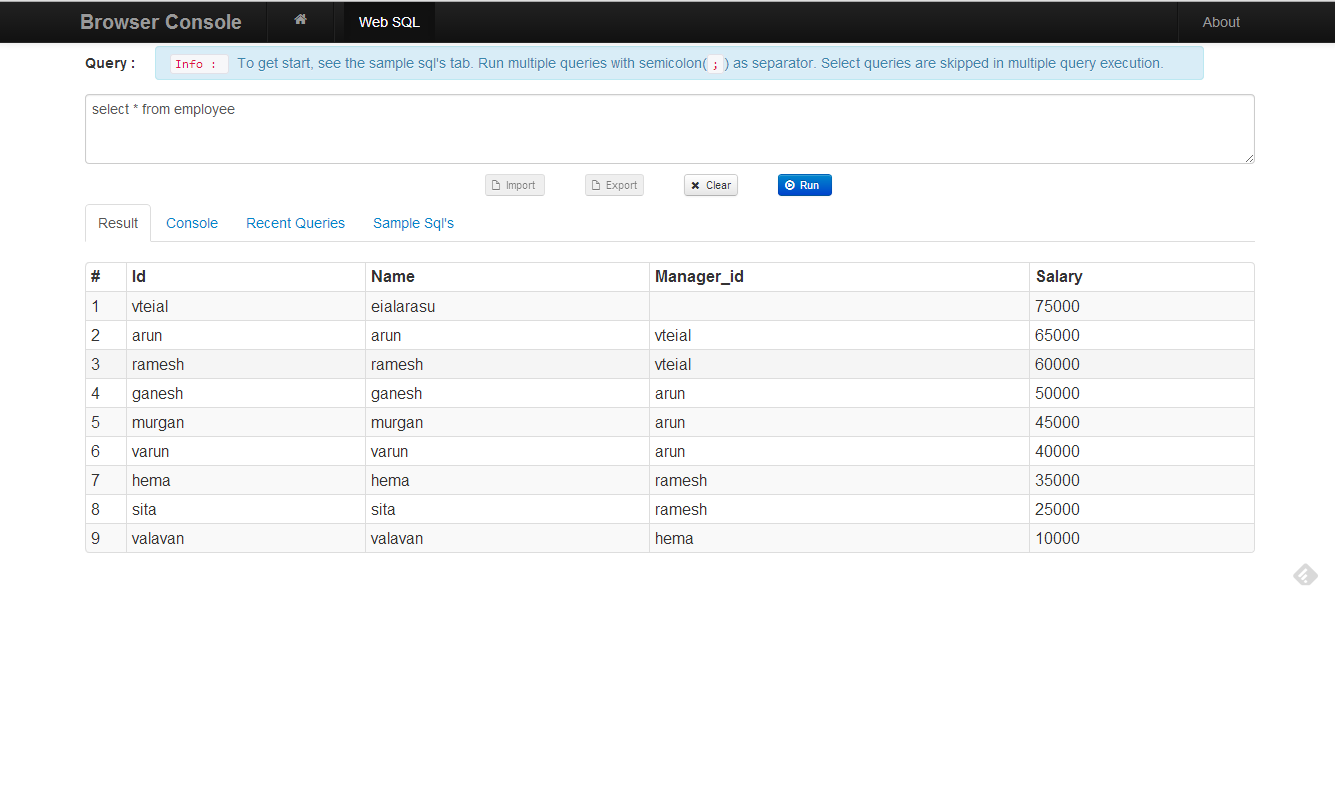 Browser Console Web SQL About
Query : Info : To get start, see the sample sql's tab. Run multiple queries with semicolon( ; ) as separator. Select queries are skipped in multiple query execution.
select * from employee
Import Export Clear Run
Result Console Recent Queries Sample Sql's
# Id Name Manager_id Salary
1 vteial eialarasu 75000
2 arun arun vteial 65000
3 ramesh ramesh vteial 60000
4 ganesh ganesh arun 50000
5 murgan murgan arun 45000
6 varun varun arun 40000
7 hema hema ramesh 35000
8 sita sita ramesh 25000
9 valavan valavan hema 10000